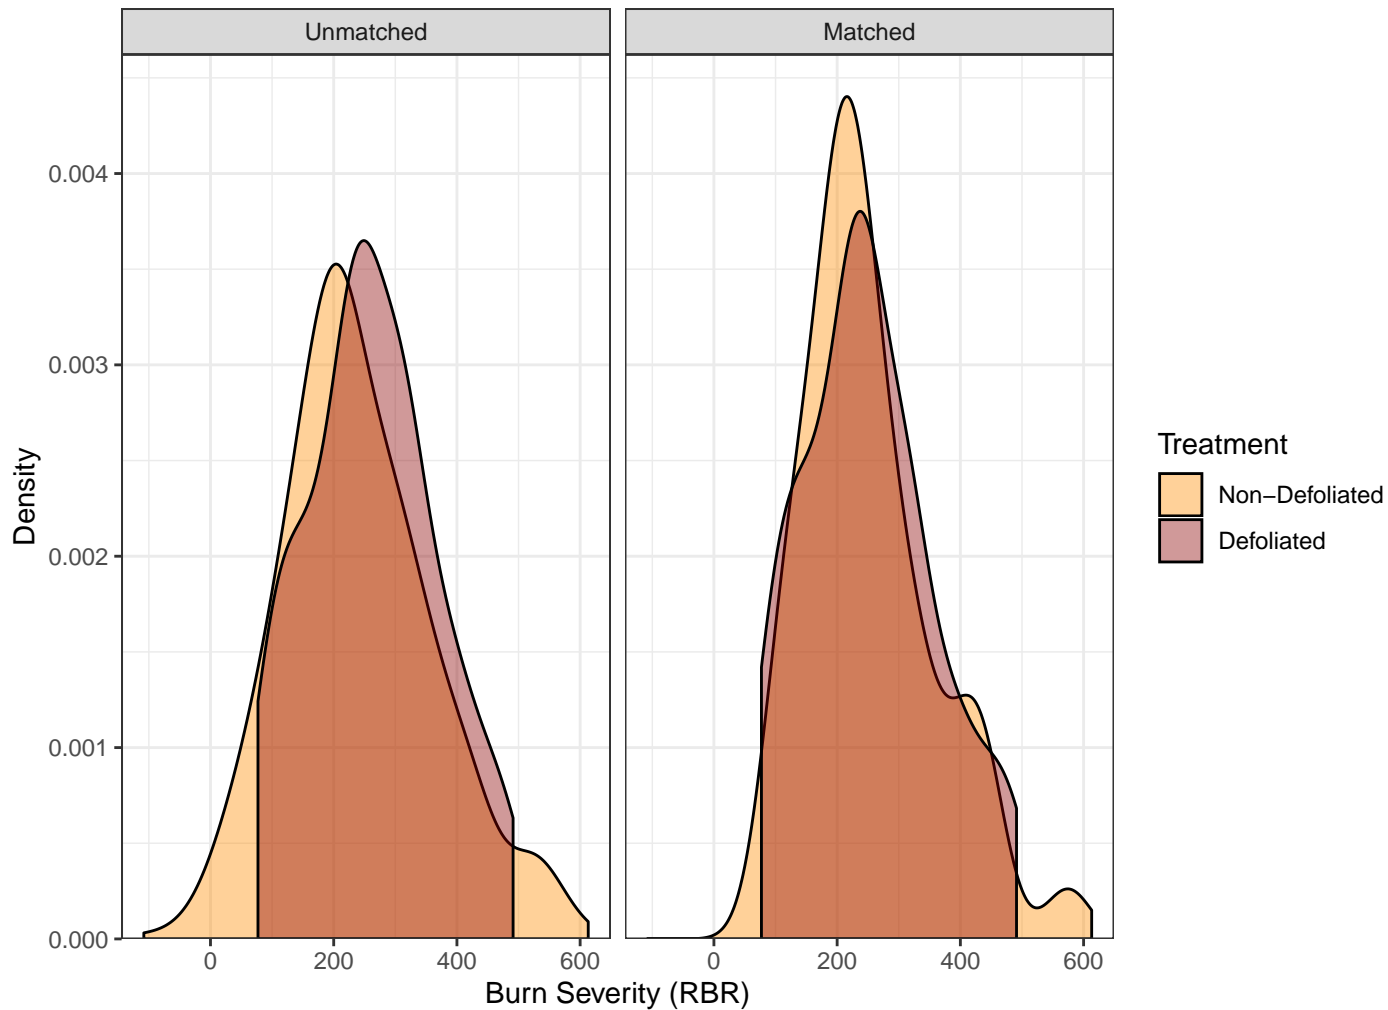 Unmatched
Matched
Density
0.004
0.003
0.002
0.001
0.000
0 200 400 600
0 200 400 600
Burn Severity (RBR)
Treatment
Non−Defoliated
Defoliated